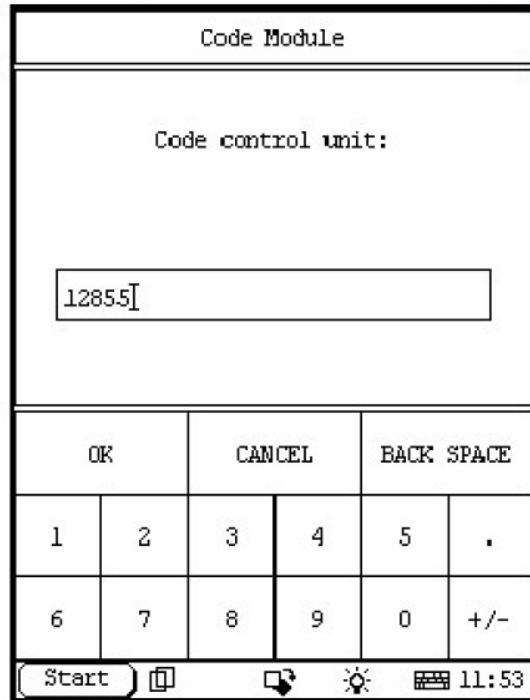 Code Module
Code control unit:
12855
OK CANCEL BACK SPACE
1 2 3 4 5 .
6 7 8 9 0 +/-
Start 11:53